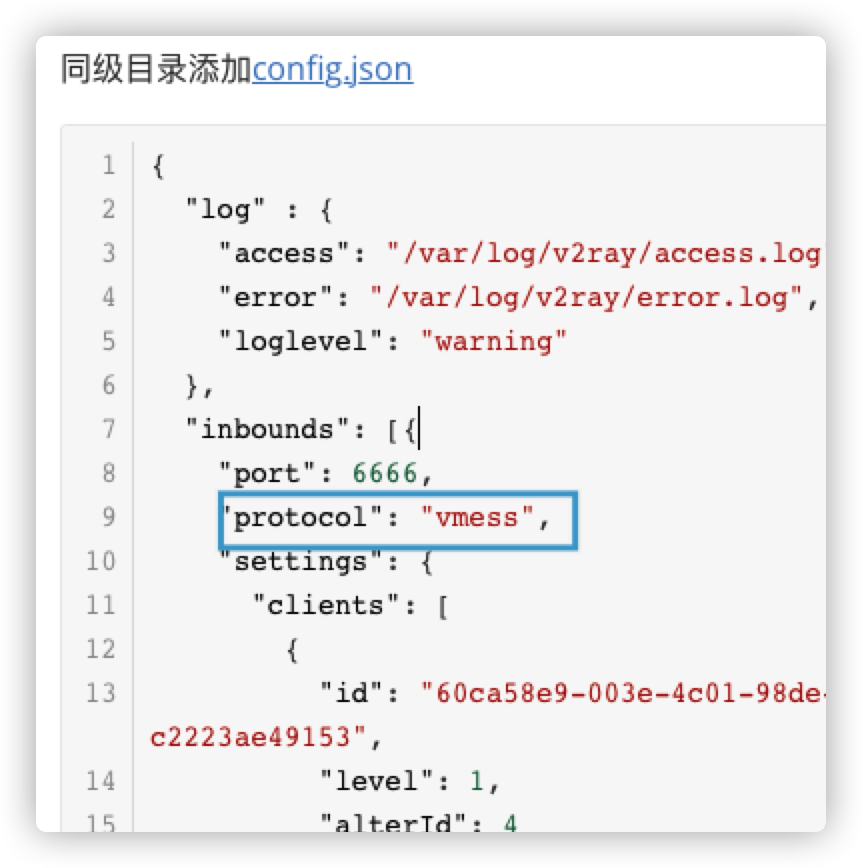 同级目录添加config.json
1 {
2 "log" : {
3 "access": "/var/log/v2ray/access.log
4 "error": "/var/log/v2ray/error.log",
5 "loglevel": "warning"
6 },
7 "inbounds": [{
8 "port": 6666,
9 "protocol": "vmess",
10 "settings": {
11 "clients": [
12 {
13 "id": "60ca58e9-003e-4c01-98de-
c2223ae49153",
14 "level": 1,
15 "alterId": 4